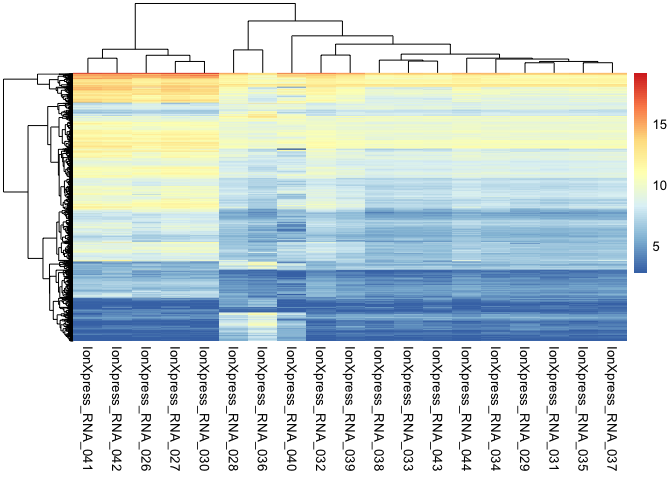 15
10
5
IonXpress_RNA_041
IonXpress_RNA_042
IonXpress_RNA_026
IonXpress_RNA_027
IonXpress_RNA_030
IonXpress_RNA_028
IonXpress_RNA_036
IonXpress_RNA_040
IonXpress_RNA_032
IonXpress_RNA_039
IonXpress_RNA_038
IonXpress_RNA_033
IonXpress_RNA_043
IonXpress_RNA_044
IonXpress_RNA_034
IonXpress_RNA_029
IonXpress_RNA_031
IonXpress_RNA_035
IonXpress_RNA_037